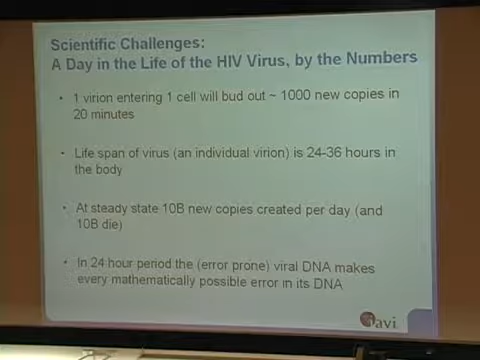 Scientific Challenges:
A Day in the Life of the HIV Virus, by the Numbers
• 1 virion entering 1 cell will bud out ~ 1000 new copies in
20 minutes
• Life span of virus (an individual virion) is 24-36 hours in
the body
• At steady state 10B new copies created per day (and
10B die)
• In 24 hour period the (error prone) viral DNA makes
every mathematically possible error in its DNA
iavi